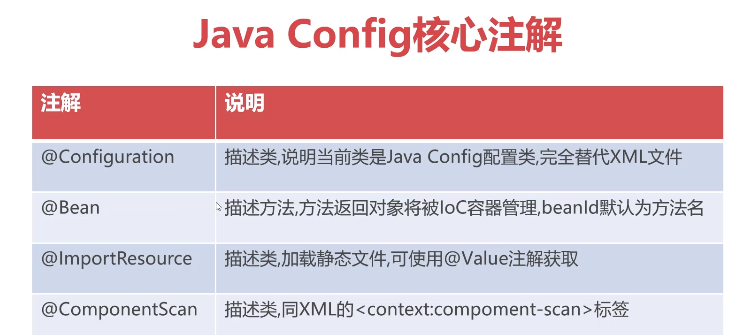 Java Config核心注解
注解 说明
@Configuration 描述类,说明当前类是Java Config配置类,完全替代XML文件
@Bean 描述方法,方法返回对象将被IoC容器管理,beanId默认为方法名
@ImportResource 描述类,加载静态文件,可使用@Value注解获取
@ComponentScan 描述类,同XML的<context:compoment-scan>标签